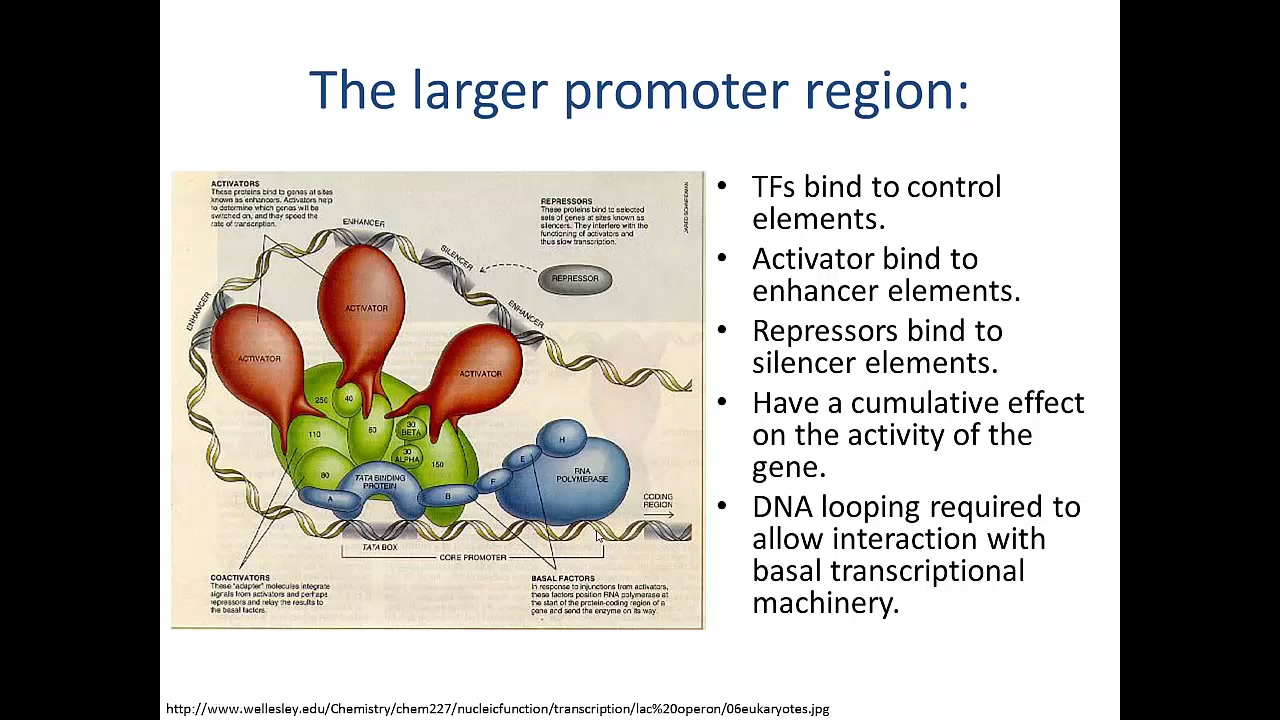 The larger promoter region:
ACTIVATORS
These proteins bind to genes at sites
known as enhancers. Activators help
to determine which genes will be
switched on, and they speed the
rate of transcription.
REPRESSORS
These proteins bind to selected
sets of genes at sites known as
silencers. They interfere with the
functioning of activators and
thus slow transcription.
JARED SCHNEIDMAN
ENHANCER
SILENCER
REPRESSOR
ENHANCER
ENHANCER
ACTIVATOR
ACTIVATOR
ACTIVATOR
250
40
110
60
30
BETA
30
ALPHA
150
80
TATA BINDING
PROTEIN
A
B
F
E
H
RNA
POLYMERASE
CODING
REGION
TATA BOX
CORE PROMOTER
COACTIVATORS
These "adapter" molecules integrate
signals from activators and perhaps
repressors and relay the results to
the basal factors.
BASAL FACTORS
In response to injunctions from activators,
these factors position RNA polymerase at
the start of the protein-coding region of a
gene and send the enzyme on its way.
• TFs bind to control
elements.
• Activator bind to
enhancer elements.
• Repressors bind to
silencer elements.
• Have a cumulative effect
on the activity of the
gene.
• DNA looping required to
allow interaction with
basal transcriptional
machinery.
http://www.wellesley.edu/Chemistry/chem227/nucleicfunction/transcription/lac%20operon/06eukaryotes.jpg